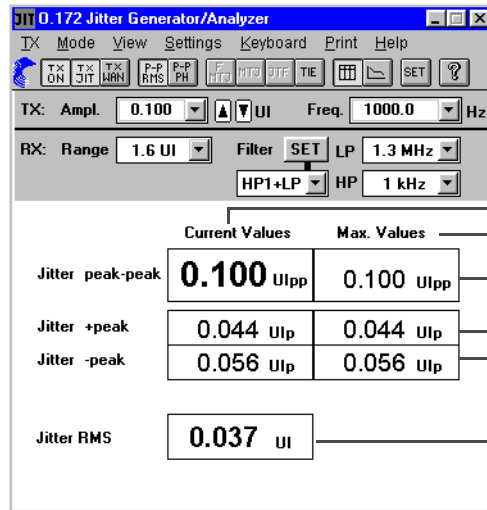 JIT O.172 Jitter Generator/Analyzer
TX Mode View Settings Keyboard Print Help
TX ON TX JIT TX WAN P-P RMS P-P PH F MTJ MTJ JTF TIE SET ?
TX: Ampl. 0.100 UI Freq. 1000.0 Hz
RX: Range 1.6 UI Filter SET LP 1.3 MHz
HP1+LP HP 1 kHz
Current Values Max. Values
Jitter peak-peak 0.100 UIpp 0.100 UIpp
Jitter +peak 0.044 UIp 0.044 UIp
Jitter -peak 0.056 UIp 0.056 UIp
Jitter RMS 0.037 UI